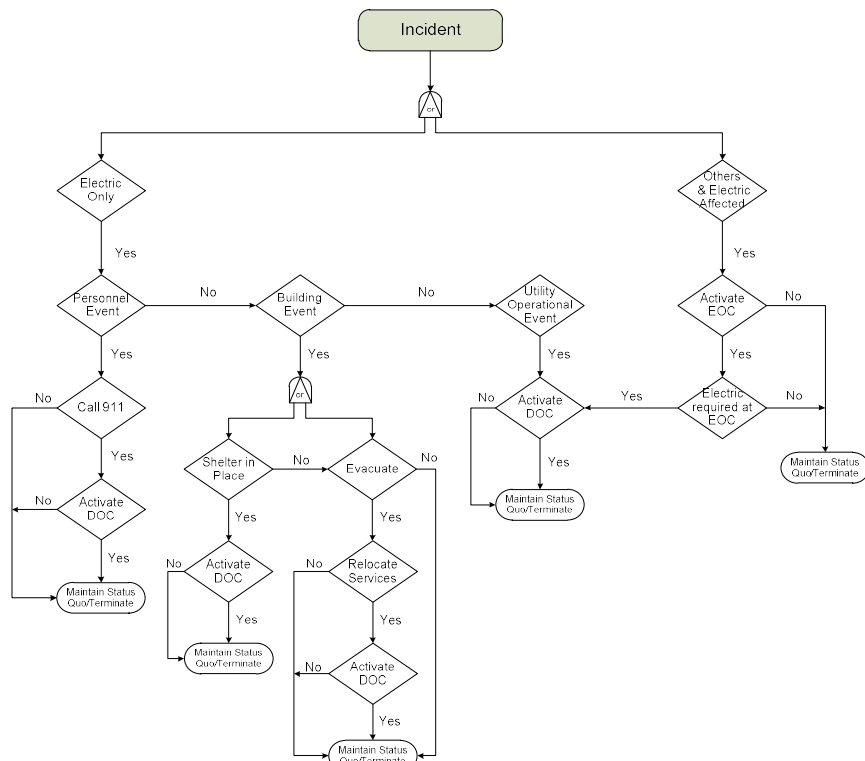 Incident
or
Electric
Only
Others
& Electric
Affected
Yes
Yes
Personnel
Event
No
Building
Event
No
Utility
Operational
Event
Activate
EOC
No
Yes
Yes
Yes
Yes
or
No
Call 911
No
Activate
DOC
Yes
Electric
required at
EOC
No
Yes
Shelter in
Place
No
Evacuate
No
Yes
Maintain Status
Quo/Terminate
No
Activate
DOC
Maintain Status
Quo/Terminate
Yes
Yes
Yes
No
Activate
DOC
No
Relocate
Services
Maintain Status
Quo/Terminate
Yes
Yes
Maintain Status
Quo/Terminate
No
Activate
DOC
Yes
Maintain Status
Quo/Terminate